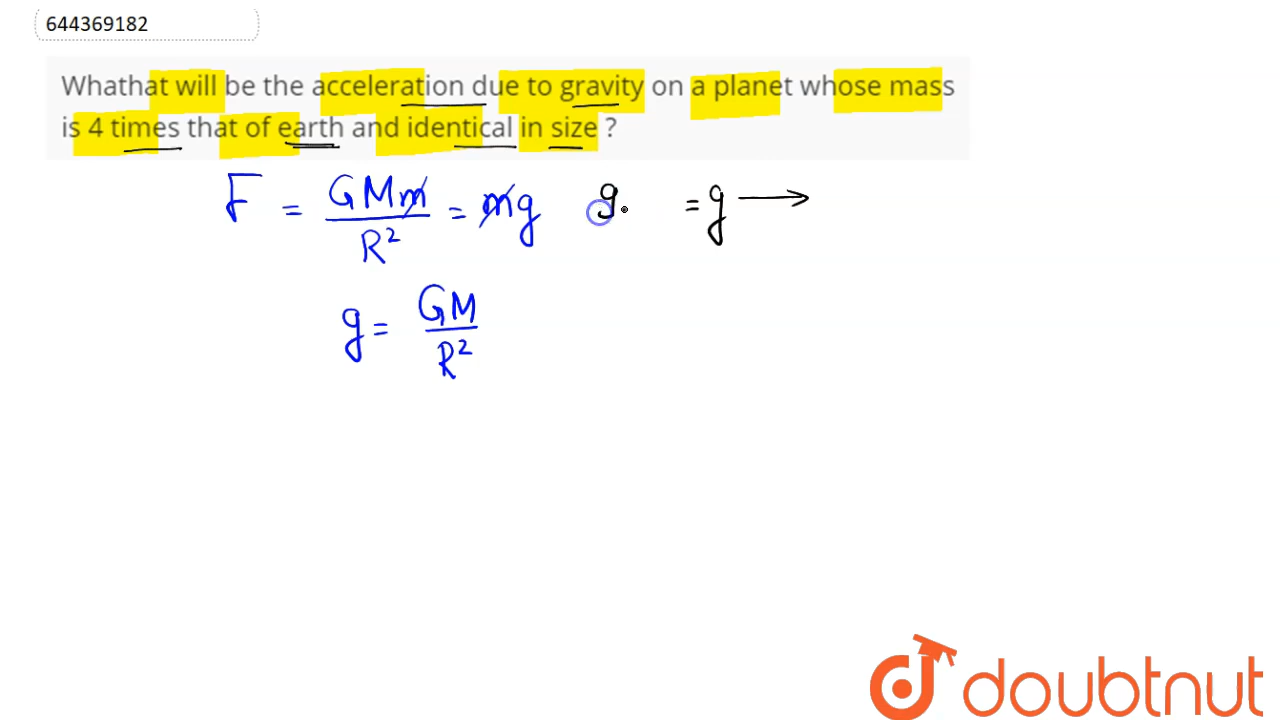 644369182
Whathat will be the acceleration due to gravity on a planet whose mass
is 4 times that of earth and identical in size ?
F = GMm/R² = mg g. = g →
g = GM/R²
doubtnut